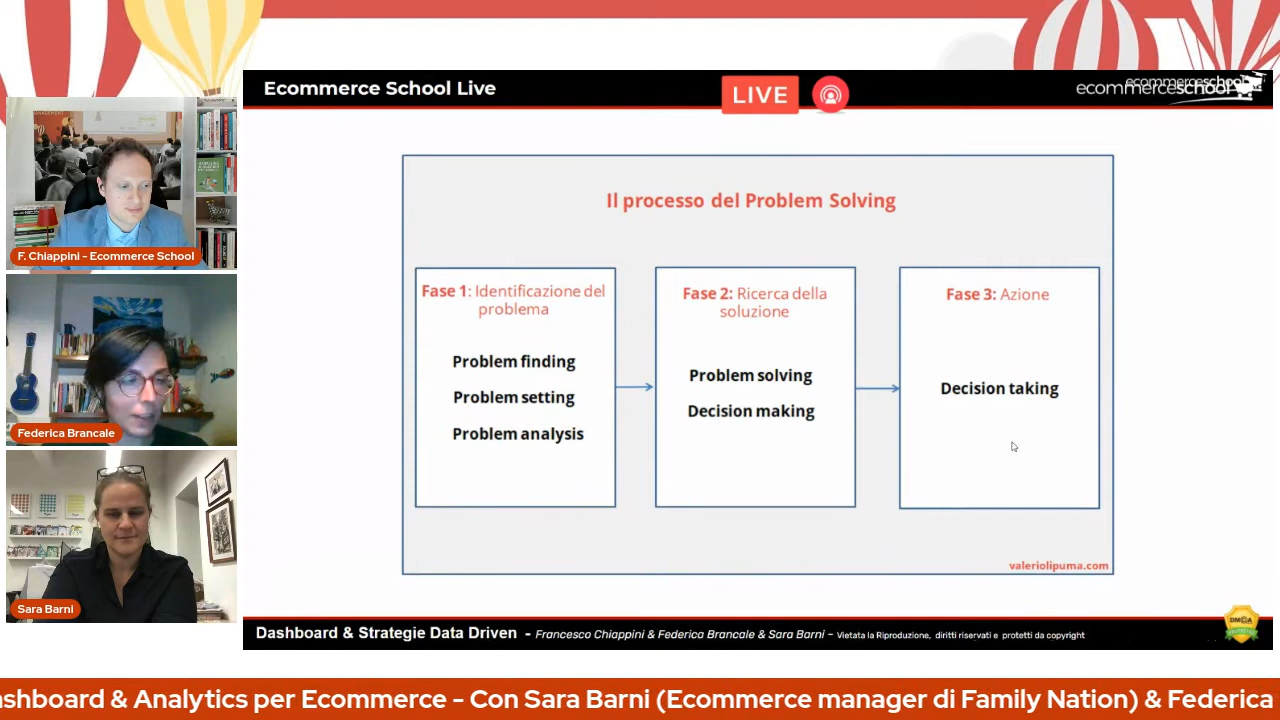 Ecommerce School Live
LIVE
ecommerceschool
ecommerceschool
F. Chiappini - Ecommerce School
Federica Brancale
Sara Barni
Il processo del Problem Solving
Fase 1: Identificazione del
problema
Problem finding
Problem setting
Problem analysis
Fase 2: Ricerca della
soluzione
Problem solving
Decision making
Fase 3: Azione
Decision taking
valeriolipuma.com
Dashboard & Strategie Data Driven - Francesco Chiappini & Federica Brancale & Sara Barni – Vietata la Riproduzione, diritti riservati e protetti da copyright
DMCA
ashboard & Analytics per Ecommerce - Con Sara Barni (Ecommerce manager di Family Nation) & Federica